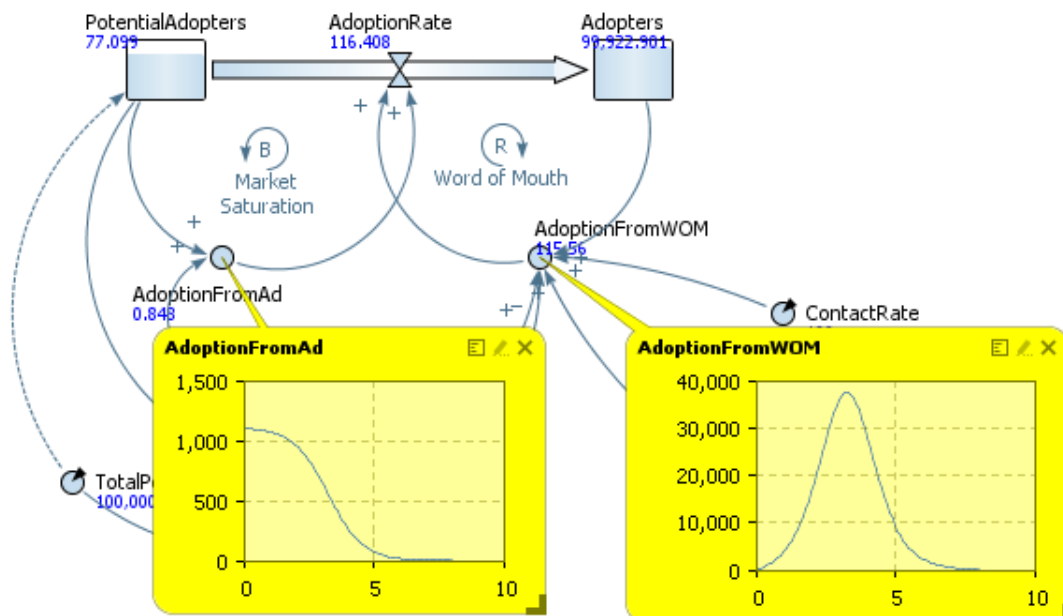 PotentialAdopters
77.099
AdoptionRate
116.408
Adopters
99,922.901
+
+
B
Market
Saturation
R
Word of Mouth
+
+
AdoptionFromWOM
115.56
+
+
AdoptionFromAd
0.848
+
-
+
ContactRate
AdoptionFromAd
1,500
1,000
500
0
0
5
10
AdoptionFromWOM
40,000
30,000
20,000
10,000
0
0
5
10
100,000